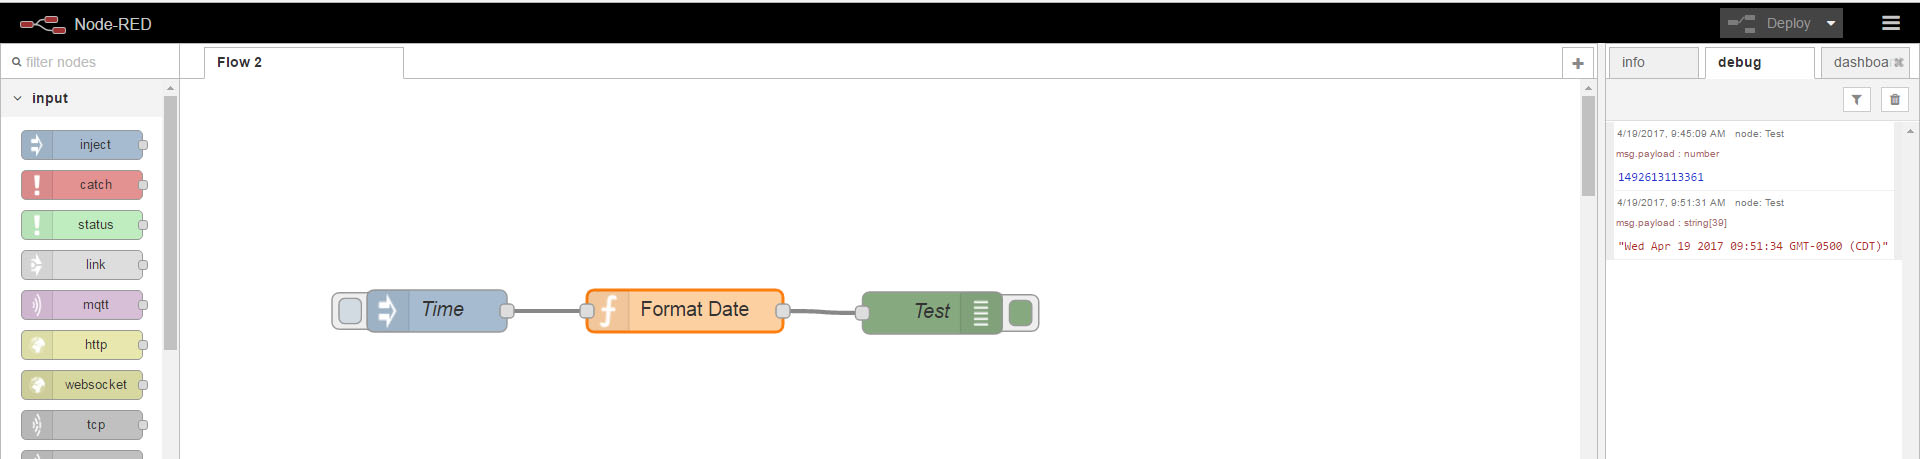 Node-RED
Deploy
filter nodes
Flow 2
info
debug
dashboa
input
inject
catch
status
link
mqtt
http
websocket
tcp
Time
Format Date
Test
4/19/2017, 9:45:09 AM node: Test
msg.payload : number
1492613113361
4/19/2017, 9:51:31 AM node: Test
msg.payload : string[39]
"Wed Apr 19 2017 09:51:34 GMT-0500 (CDT)"